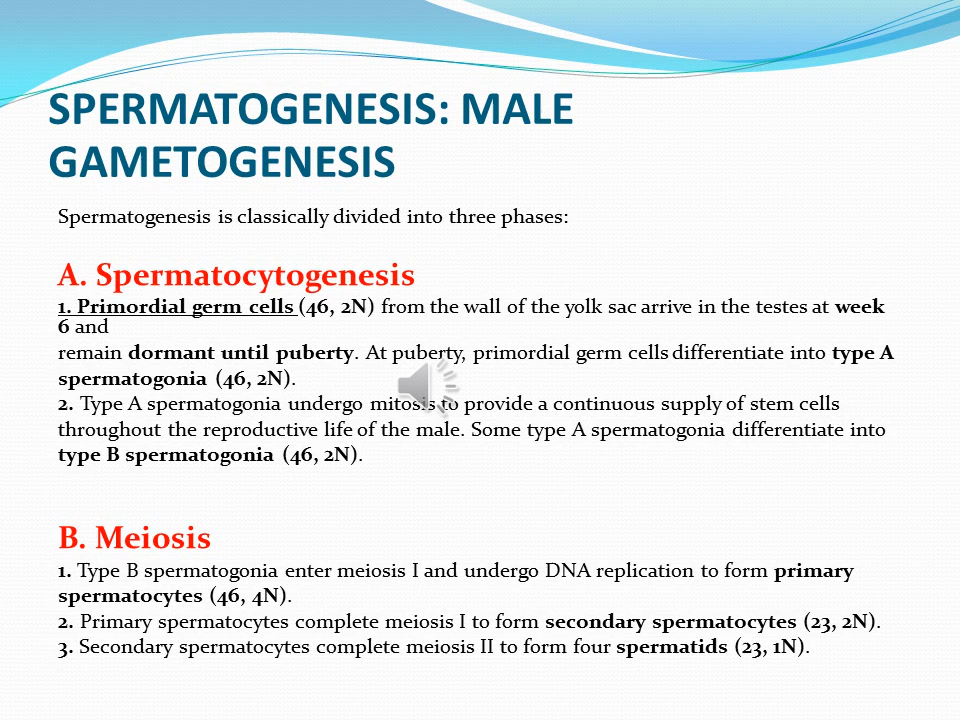 SPERMATOGENESIS: MALE
GAMETOGENESIS
Spermatogenesis is classically divided into three phases:
A. Spermatocytogenesis
1. Primordial germ cells (46, 2N) from the wall of the yolk sac arrive in the testes at week
6 and
remain dormant until puberty. At puberty, primordial germ cells differentiate into type A
spermatogonia (46, 2N).
2. Type A spermatogonia undergo mitosis to provide a continuous supply of stem cells
throughout the reproductive life of the male. Some type A spermatogonia differentiate into
type B spermatogonia (46, 2N).
B. Meiosis
1. Type B spermatogonia enter meiosis I and undergo DNA replication to form primary
spermatocytes (46, 4N).
2. Primary spermatocytes complete meiosis I to form secondary spermatocytes (23, 2N).
3. Secondary spermatocytes complete meiosis II to form four spermatids (23, 1N).